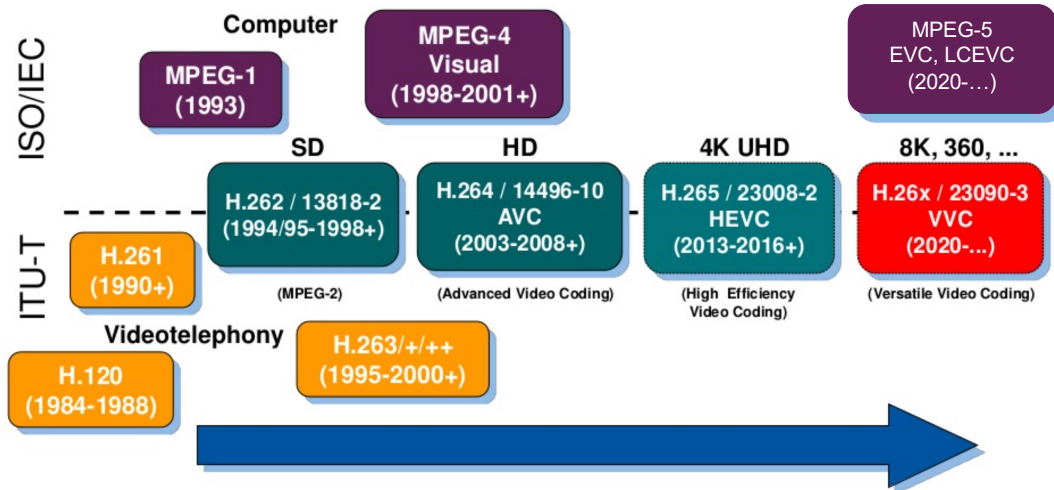 ISO/IEC
Computer
MPEG-1
(1993)
MPEG-4
Visual
(1998-2001+)
MPEG-5
EVC, LCEVC
(2020-…)
SD
HD
4K UHD
8K, 360, ...
H.262 / 13818-2
(1994/95-1998+)
(MPEG-2)
H.264 / 14496-10
AVC
(2003-2008+)
(Advanced Video Coding)
H.265 / 23008-2
HEVC
(2013-2016+)
(High Efficiency
Video Coding)
H.26x / 23090-3
VVC
(2020-...)
(Versatile Video Coding)
ITU-T
H.261
(1990+)
Videotelephony
H.263/+/++
(1995-2000+)
H.120
(1984-1988)